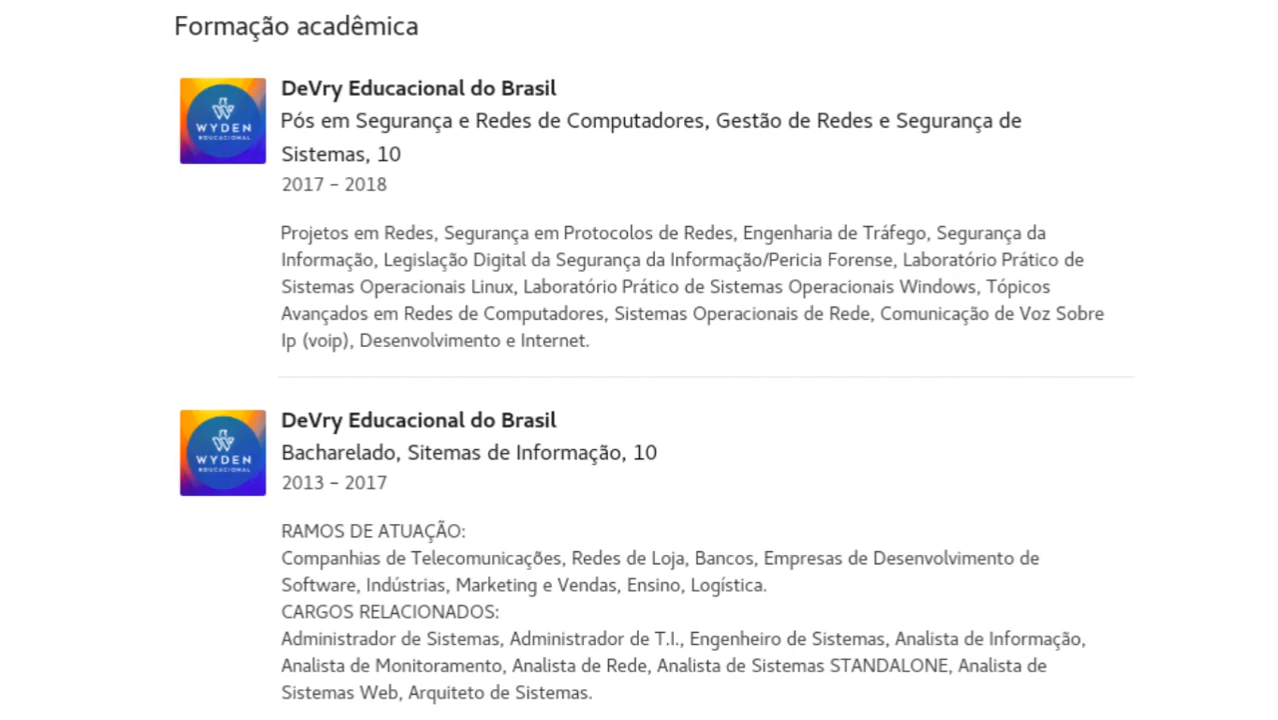 Formação acadêmica
DeVry Educacional do Brasil
Pós em Segurança e Redes de Computadores, Gestão de Redes e Segurança de
Sistemas, 10
2017 – 2018
WYDEN
EDUCACIONAL
Projetos em Redes, Segurança em Protocolos de Redes, Engenharia de Tráfego, Segurança da
Informação, Legislação Digital da Segurança da Informação/Pericia Forense, Laboratório Prático de
Sistemas Operacionais Linux, Laboratório Prático de Sistemas Operacionais Windows, Tópicos
Avançados em Redes de Computadores, Sistemas Operacionais de Rede, Comunicação de Voz Sobre
Ip (voip), Desenvolvimento e Internet.
DeVry Educacional do Brasil
Bacharelado, Sitemas de Informação, 10
2013 – 2017
WYDEN
EDUCACIONAL
RAMOS DE ATUAÇÃO:
Companhias de Telecomunicações, Redes de Loja, Bancos, Empresas de Desenvolvimento de
Software, Indústrias, Marketing e Vendas, Ensino, Logística.
CARGOS RELACIONADOS:
Administrador de Sistemas, Administrador de T.I., Engenheiro de Sistemas, Analista de Informação,
Analista de Monitoramento, Analista de Rede, Analista de Sistemas STANDALONE, Analista de
Sistemas Web, Arquiteto de Sistemas.